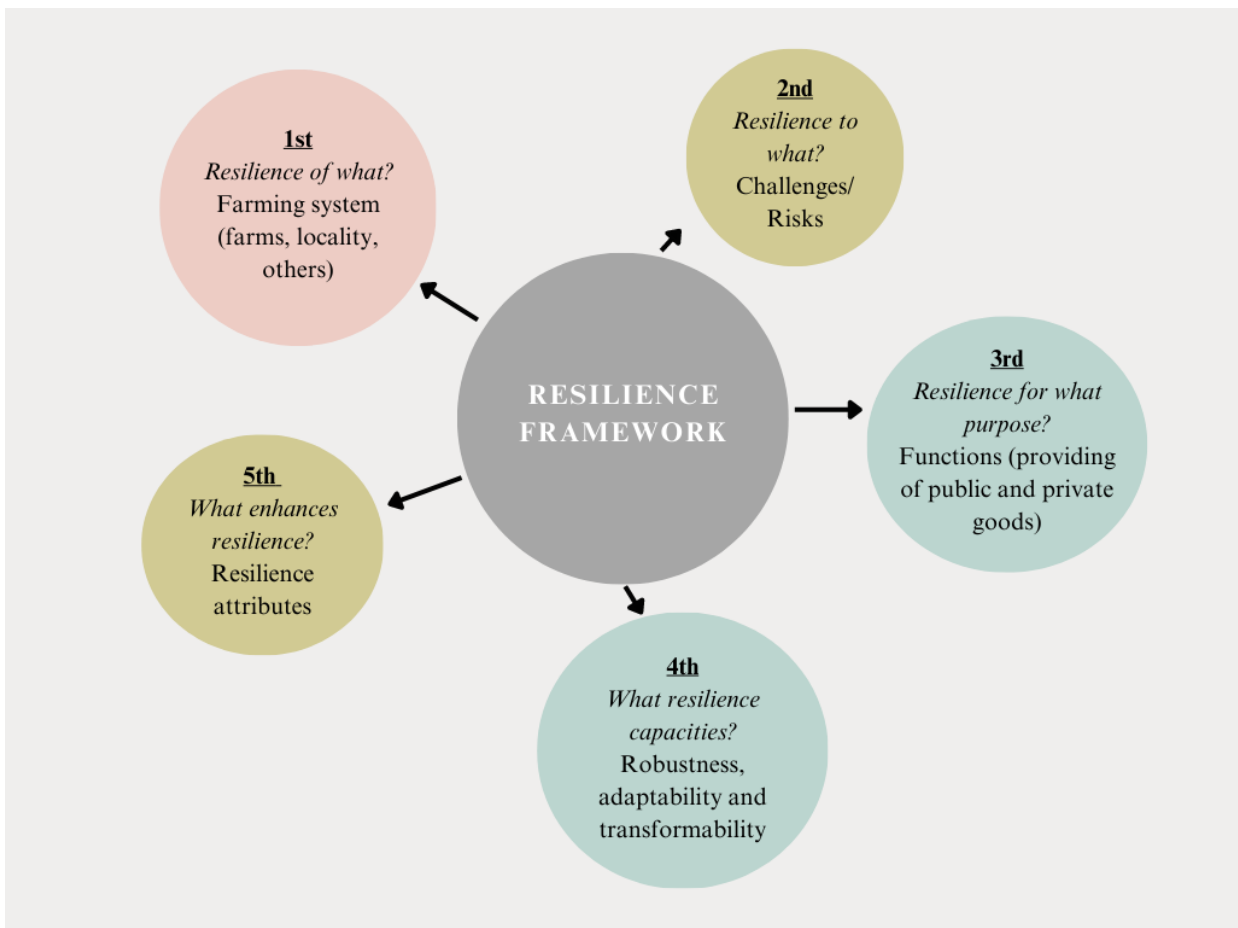 1st
Resilience of what?
Farming system
(farms, locality,
others)
2nd
Resilience to
what?
Challenges/
Risks
3rd
Resilience for what
purpose?
Functions (providing
of public and private
goods)
RESILIENCE
FRAMEWORK
5th
What enhances
resilience?
Resilience
attributes
4th
What resilience
capacities?
Robustness,
adaptability and
transformability